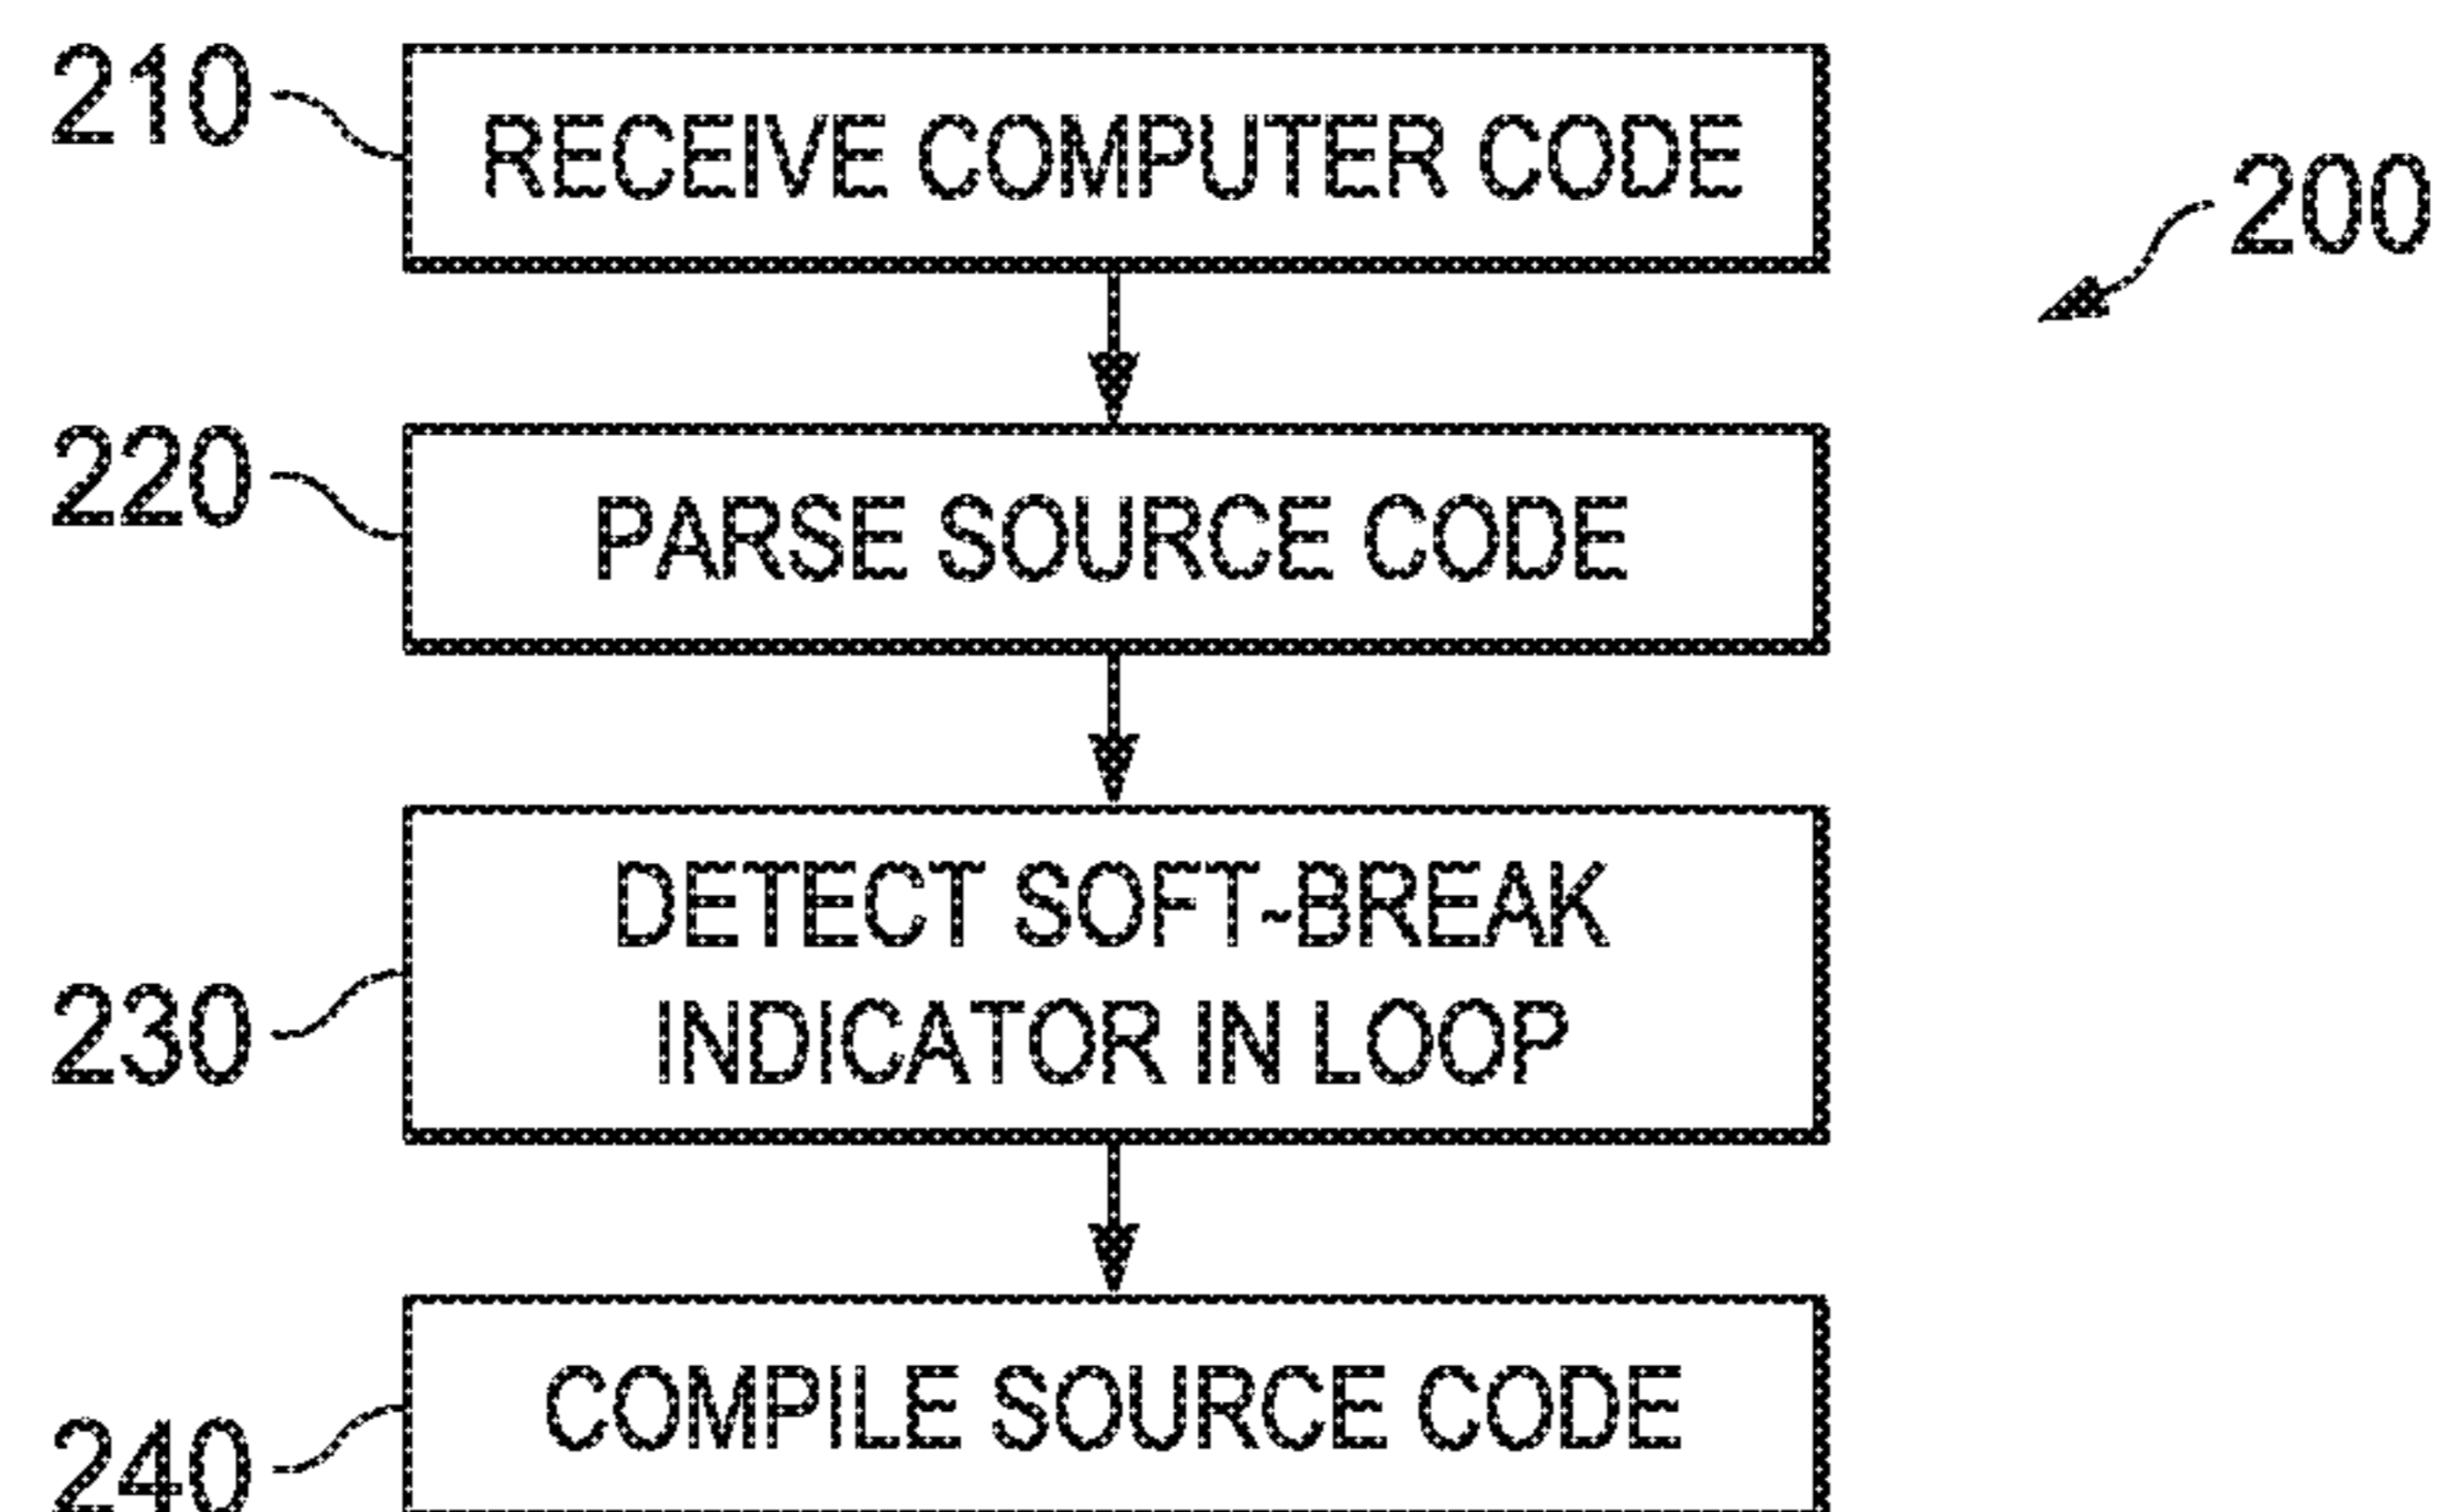 210
RECEIVE COMPUTER CODE
200
220
PARSE SOURCE CODE
DETECT SOFT-BREAK
INDICATOR IN LOOP
230
COMPILE SOURCE CODE
240